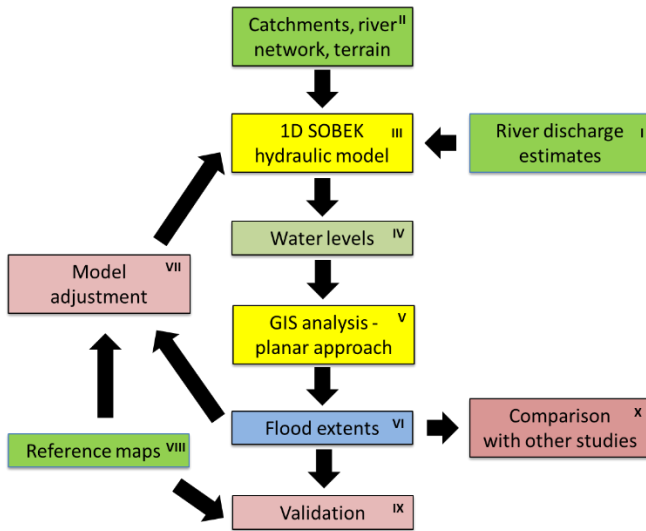 Catchments, river II
network, terrain
1D SOBEK III
hydraulic model
River discharge I
estimates
Water levels IV
Model VII
adjustment
GIS analysis - V
planar approach
Flood extents VI
Comparison X
with other studies
Reference maps VIII
Validation IX